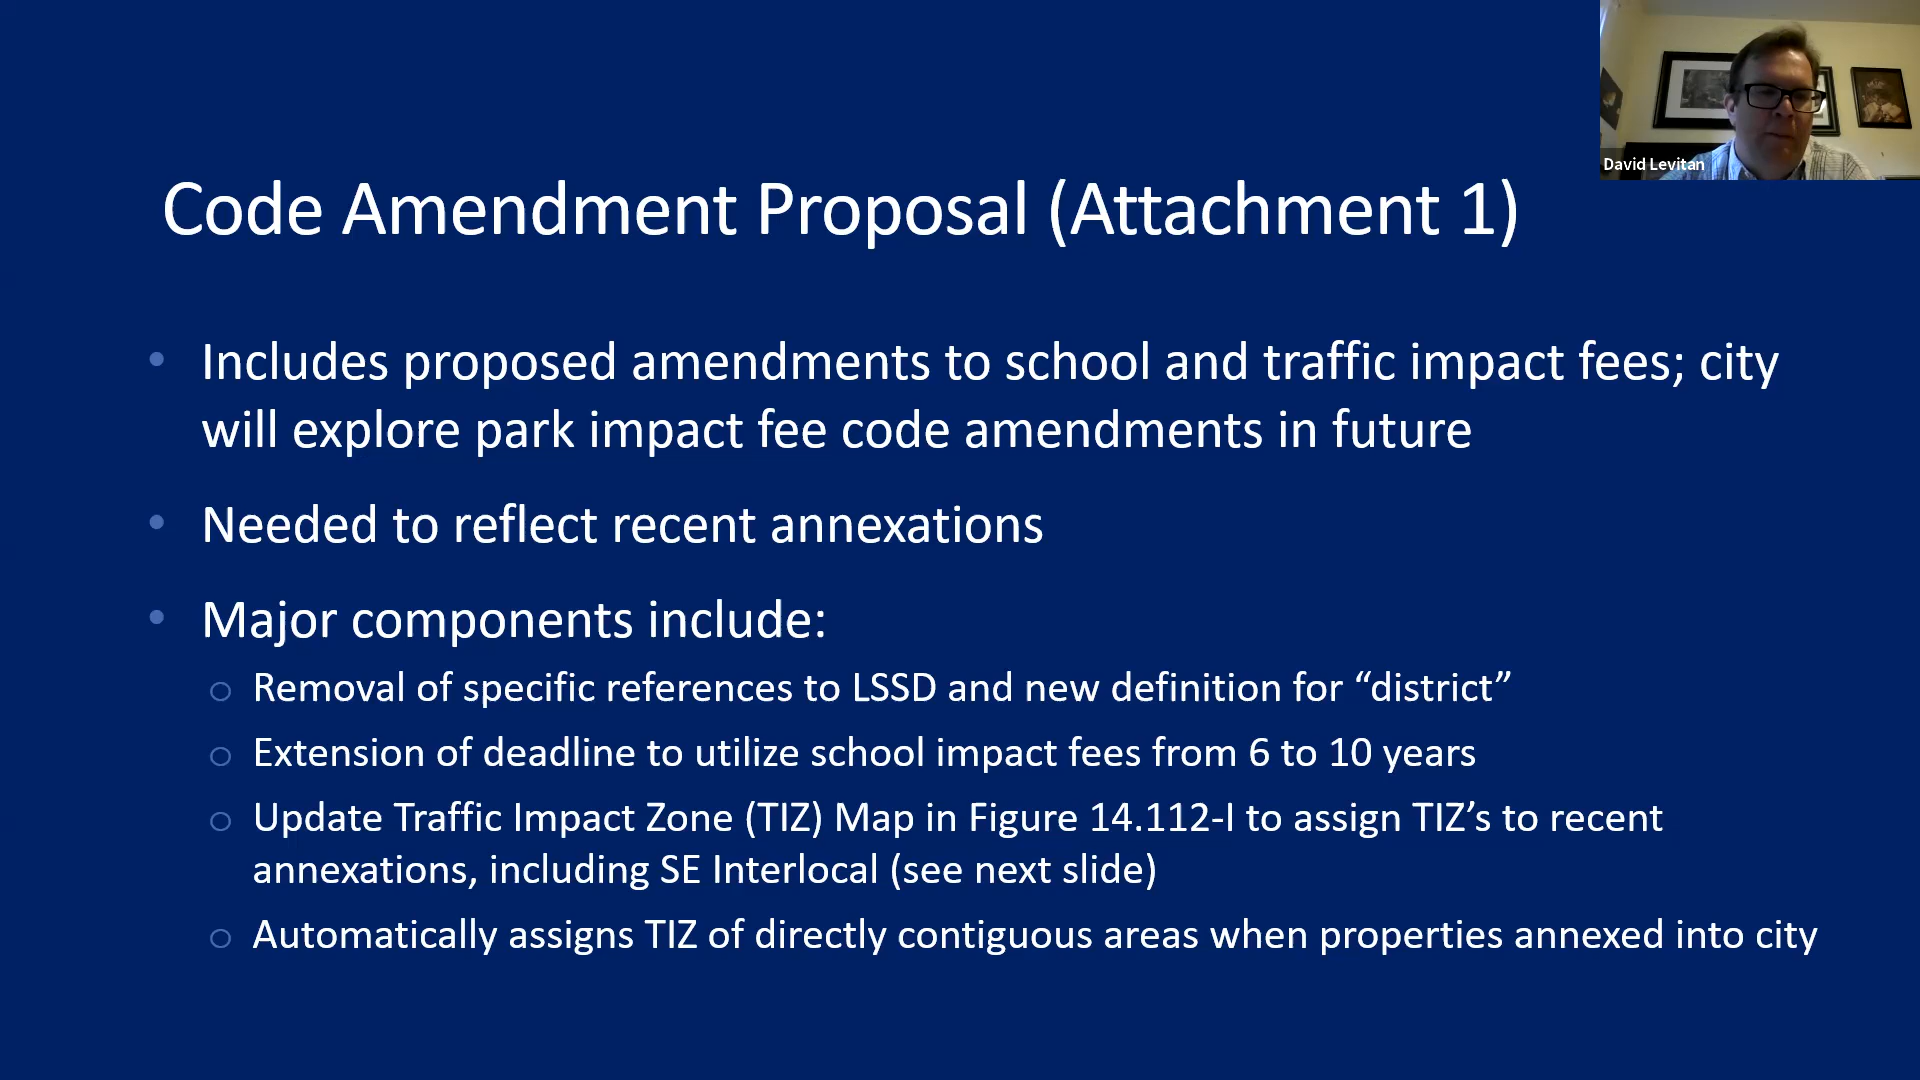 David Levitan
Code Amendment Proposal (Attachment 1)
• Includes proposed amendments to school and traffic impact fees; city
will explore park impact fee code amendments in future
• Needed to reflect recent annexations
• Major components include:
o Removal of specific references to LSSD and new definition for “district”
o Extension of deadline to utilize school impact fees from 6 to 10 years
o Update Traffic Impact Zone (TIZ) Map in Figure 14.112-I to assign TIZ’s to recent
annexations, including SE Interlocal (see next slide)
o Automatically assigns TIZ of directly contiguous areas when properties annexed into city